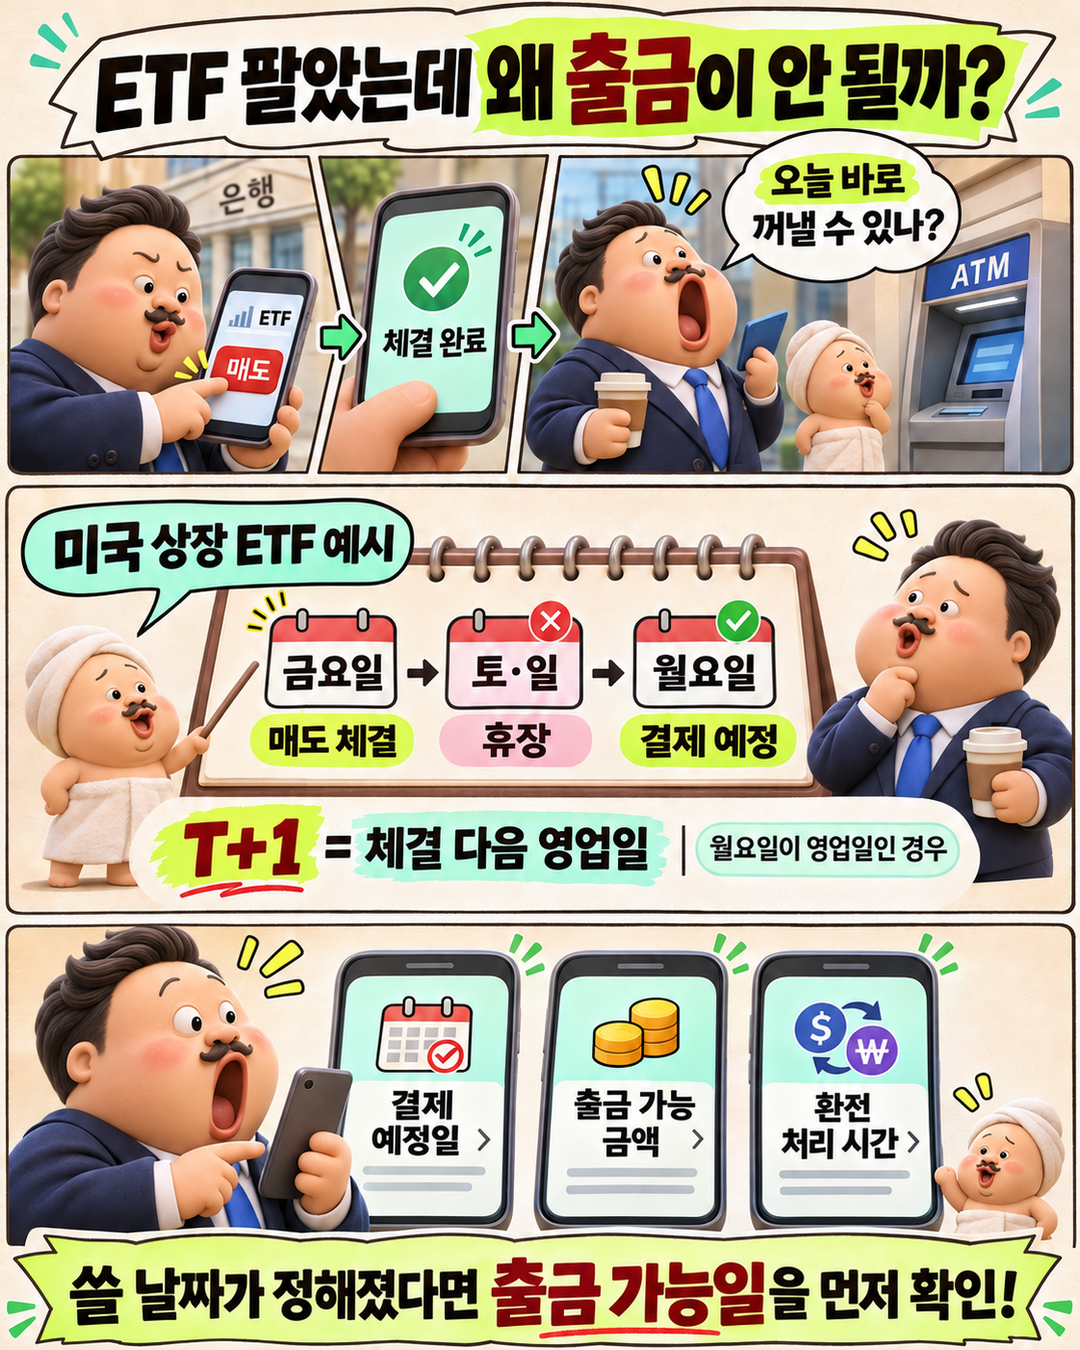 ETF 팔았는데 왜 출금이 안 될까?
은행
ETF
매도
체결 완료
오늘 바로
꺼낼 수 있나?
ATM
미국 상장 ETF 예시
금요일
토·일
월요일
매도 체결
휴장
결제 예정
T+1 = 체결 다음 영업일 | 월요일이 영업일인 경우
결제
예정일
출금 가능
금액
$ ₩
환전
처리 시간
쓸 날짜가 정해졌다면 출금 가능일을 먼저 확인!